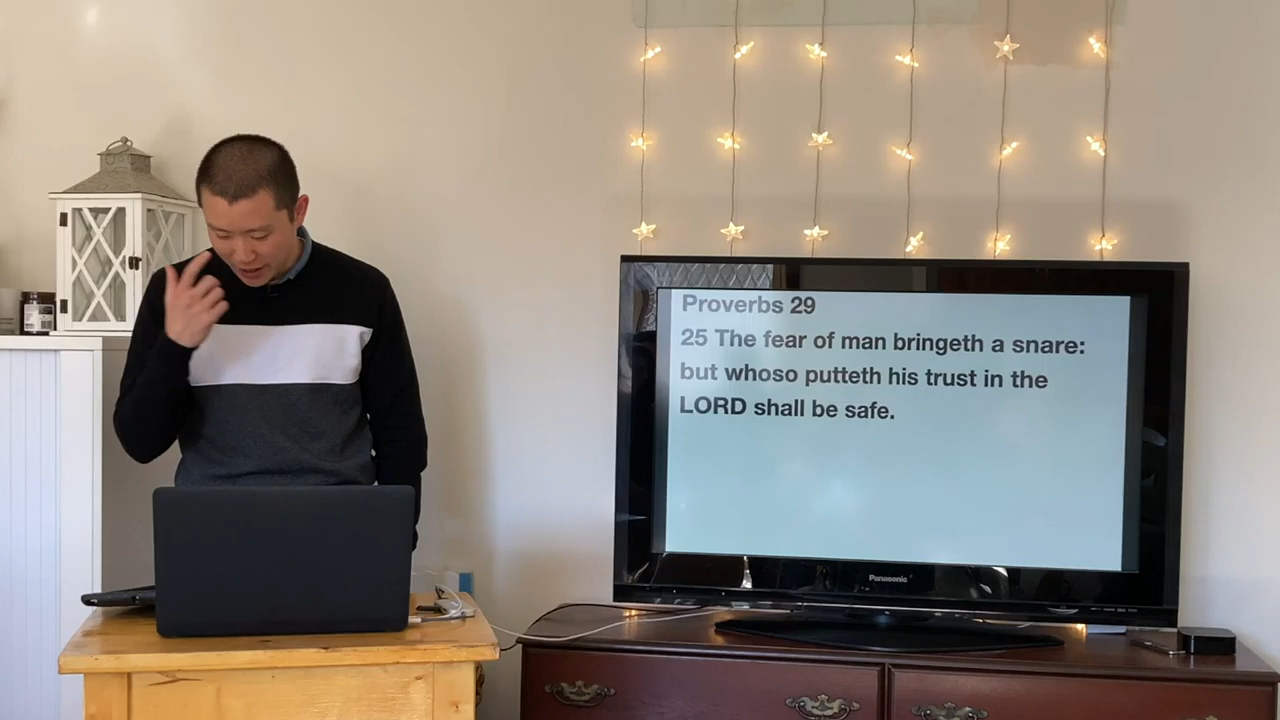 Proverbs 29
25 The fear of man bringeth a snare:
but whoso putteth his trust in the
LORD shall be safe.
Panasonic